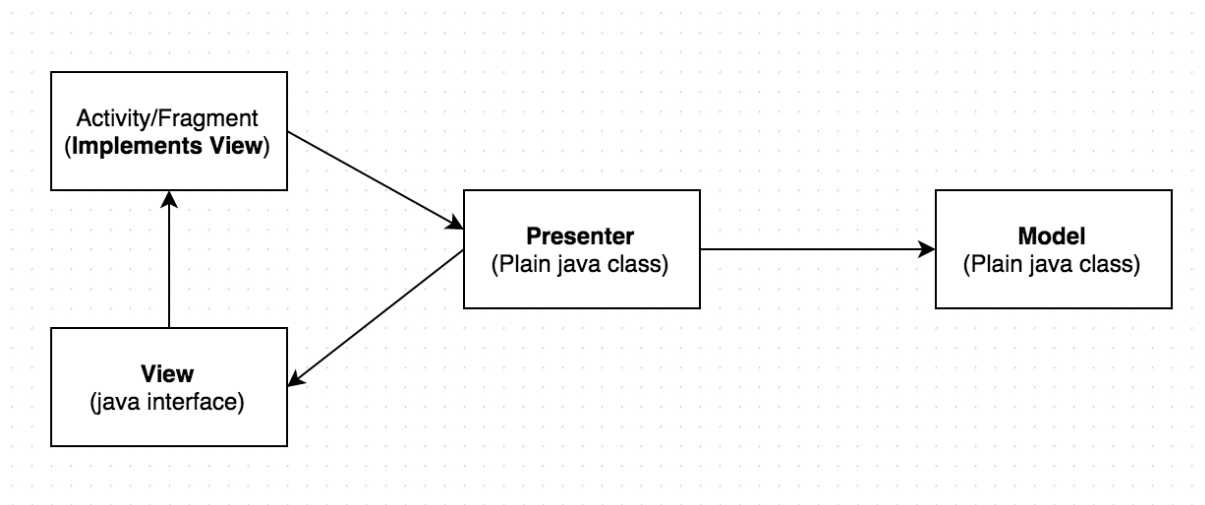 Activity/Fragment
(Implements View)
Presenter
(Plain java class)
Model
(Plain java class)
View
(java interface)